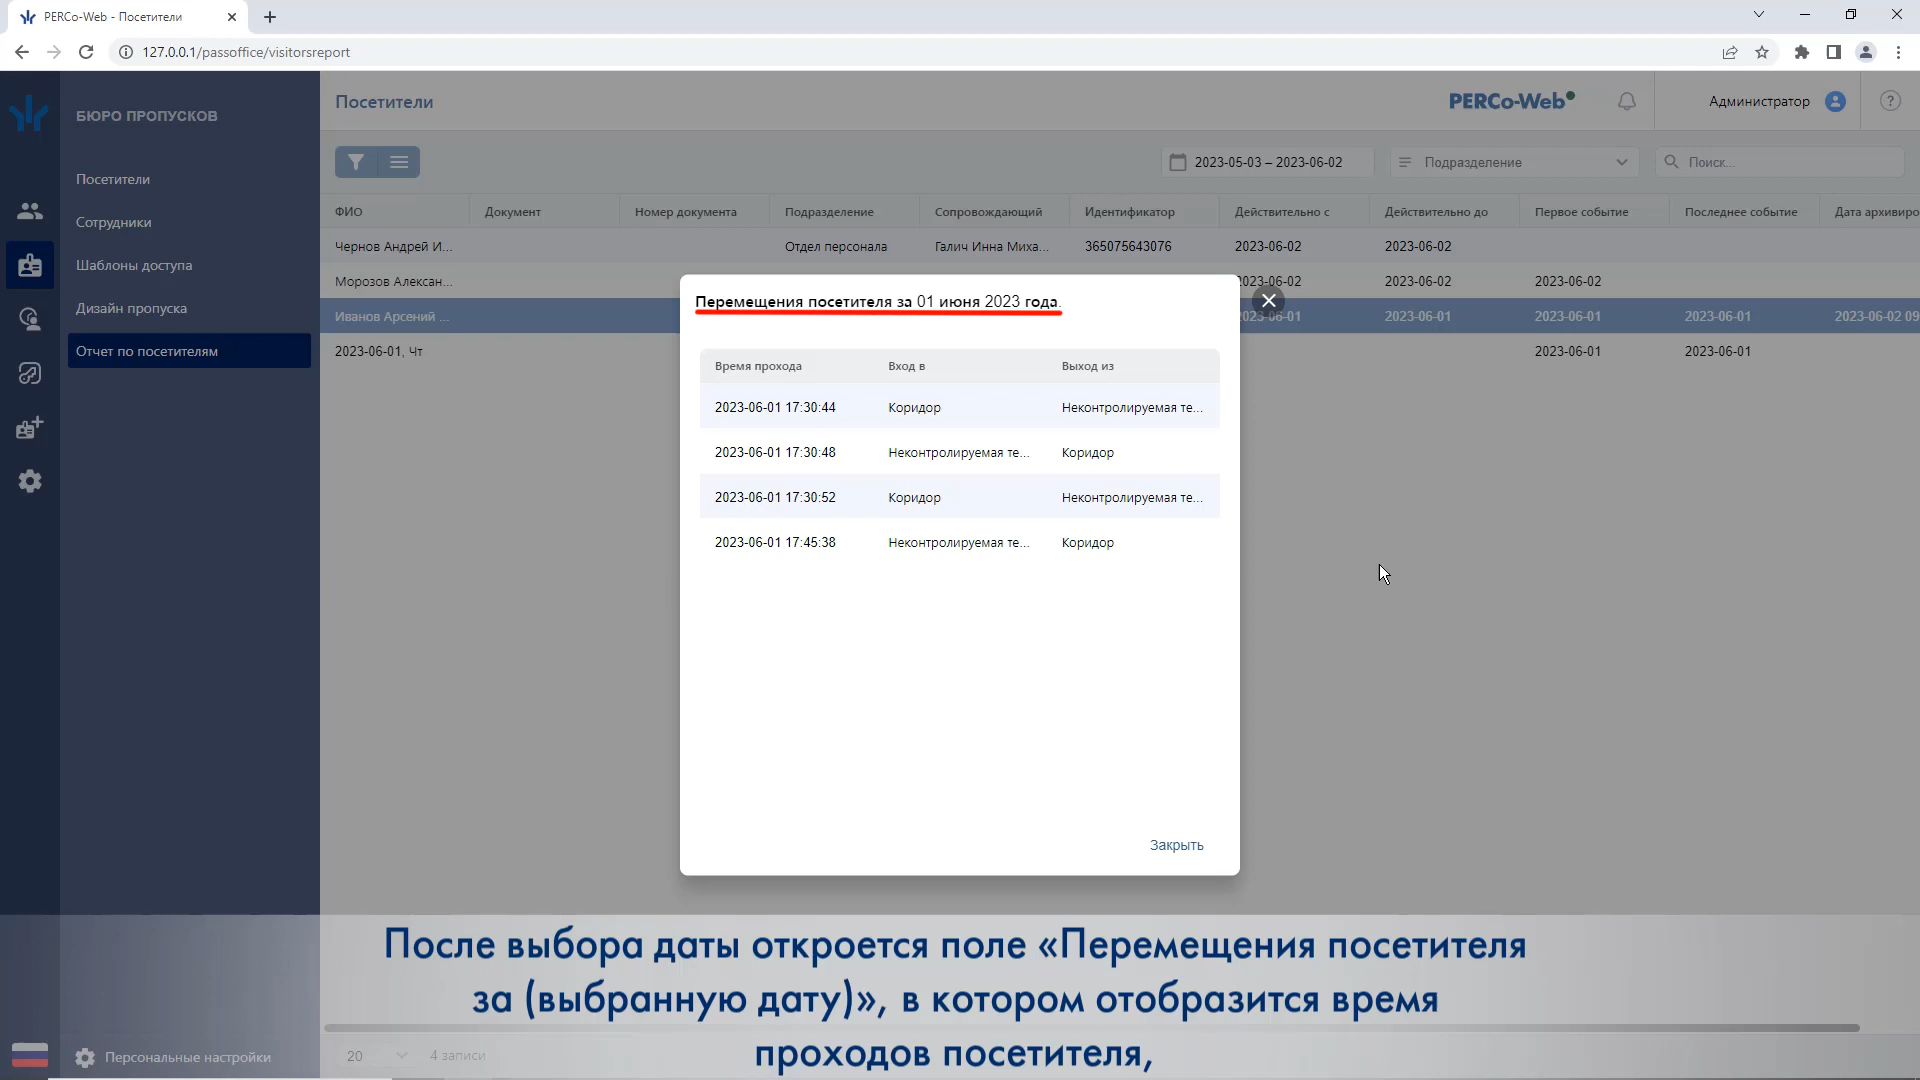 PERCo-Web - Посетители
127.0.0.1/passoffice/visitorsreport
БЮРО ПРОПУСКОВ
Посетители
Сотрудники
Шаблоны доступа
Дизайн пропуска
Отчет по посетителям
Персональные настройки
Посетители
PERCo-Web
Администратор
2023-05-03 – 2023-06-02
Подразделение
Поиск...
ФИО Документ Номер документа Подразделение Сопровождающий Идентификатор Действительно с Действительно до Первое событие Последнее событие Дата архивиро
Чернов Андрей И... Отдел персонала Галич Инна Миха... 365075643076 2023-06-02 2023-06-02
Морозов Алексан... 2023-06-02 2023-06-02 2023-06-02
Иванов Арсений ... 2023-06-01 2023-06-01 2023-06-01 2023-06-01 2023-06-02 09
2023-06-01, Чт 2023-06-01 2023-06-01
Перемещения посетителя за 01 июня 2023 года.
Время прохода Вход в Выход из
2023-06-01 17:30:44 Коридор Неконтролируемая те...
2023-06-01 17:30:48 Неконтролируемая те... Коридор
2023-06-01 17:30:52 Коридор Неконтролируемая те...
2023-06-01 17:45:38 Неконтролируемая те... Коридор
Закрыть
После выбора даты откроется поле «Перемещения посетителя
за (выбранную дату)», в котором отобразится время
проходов посетителя,
20 4 записи